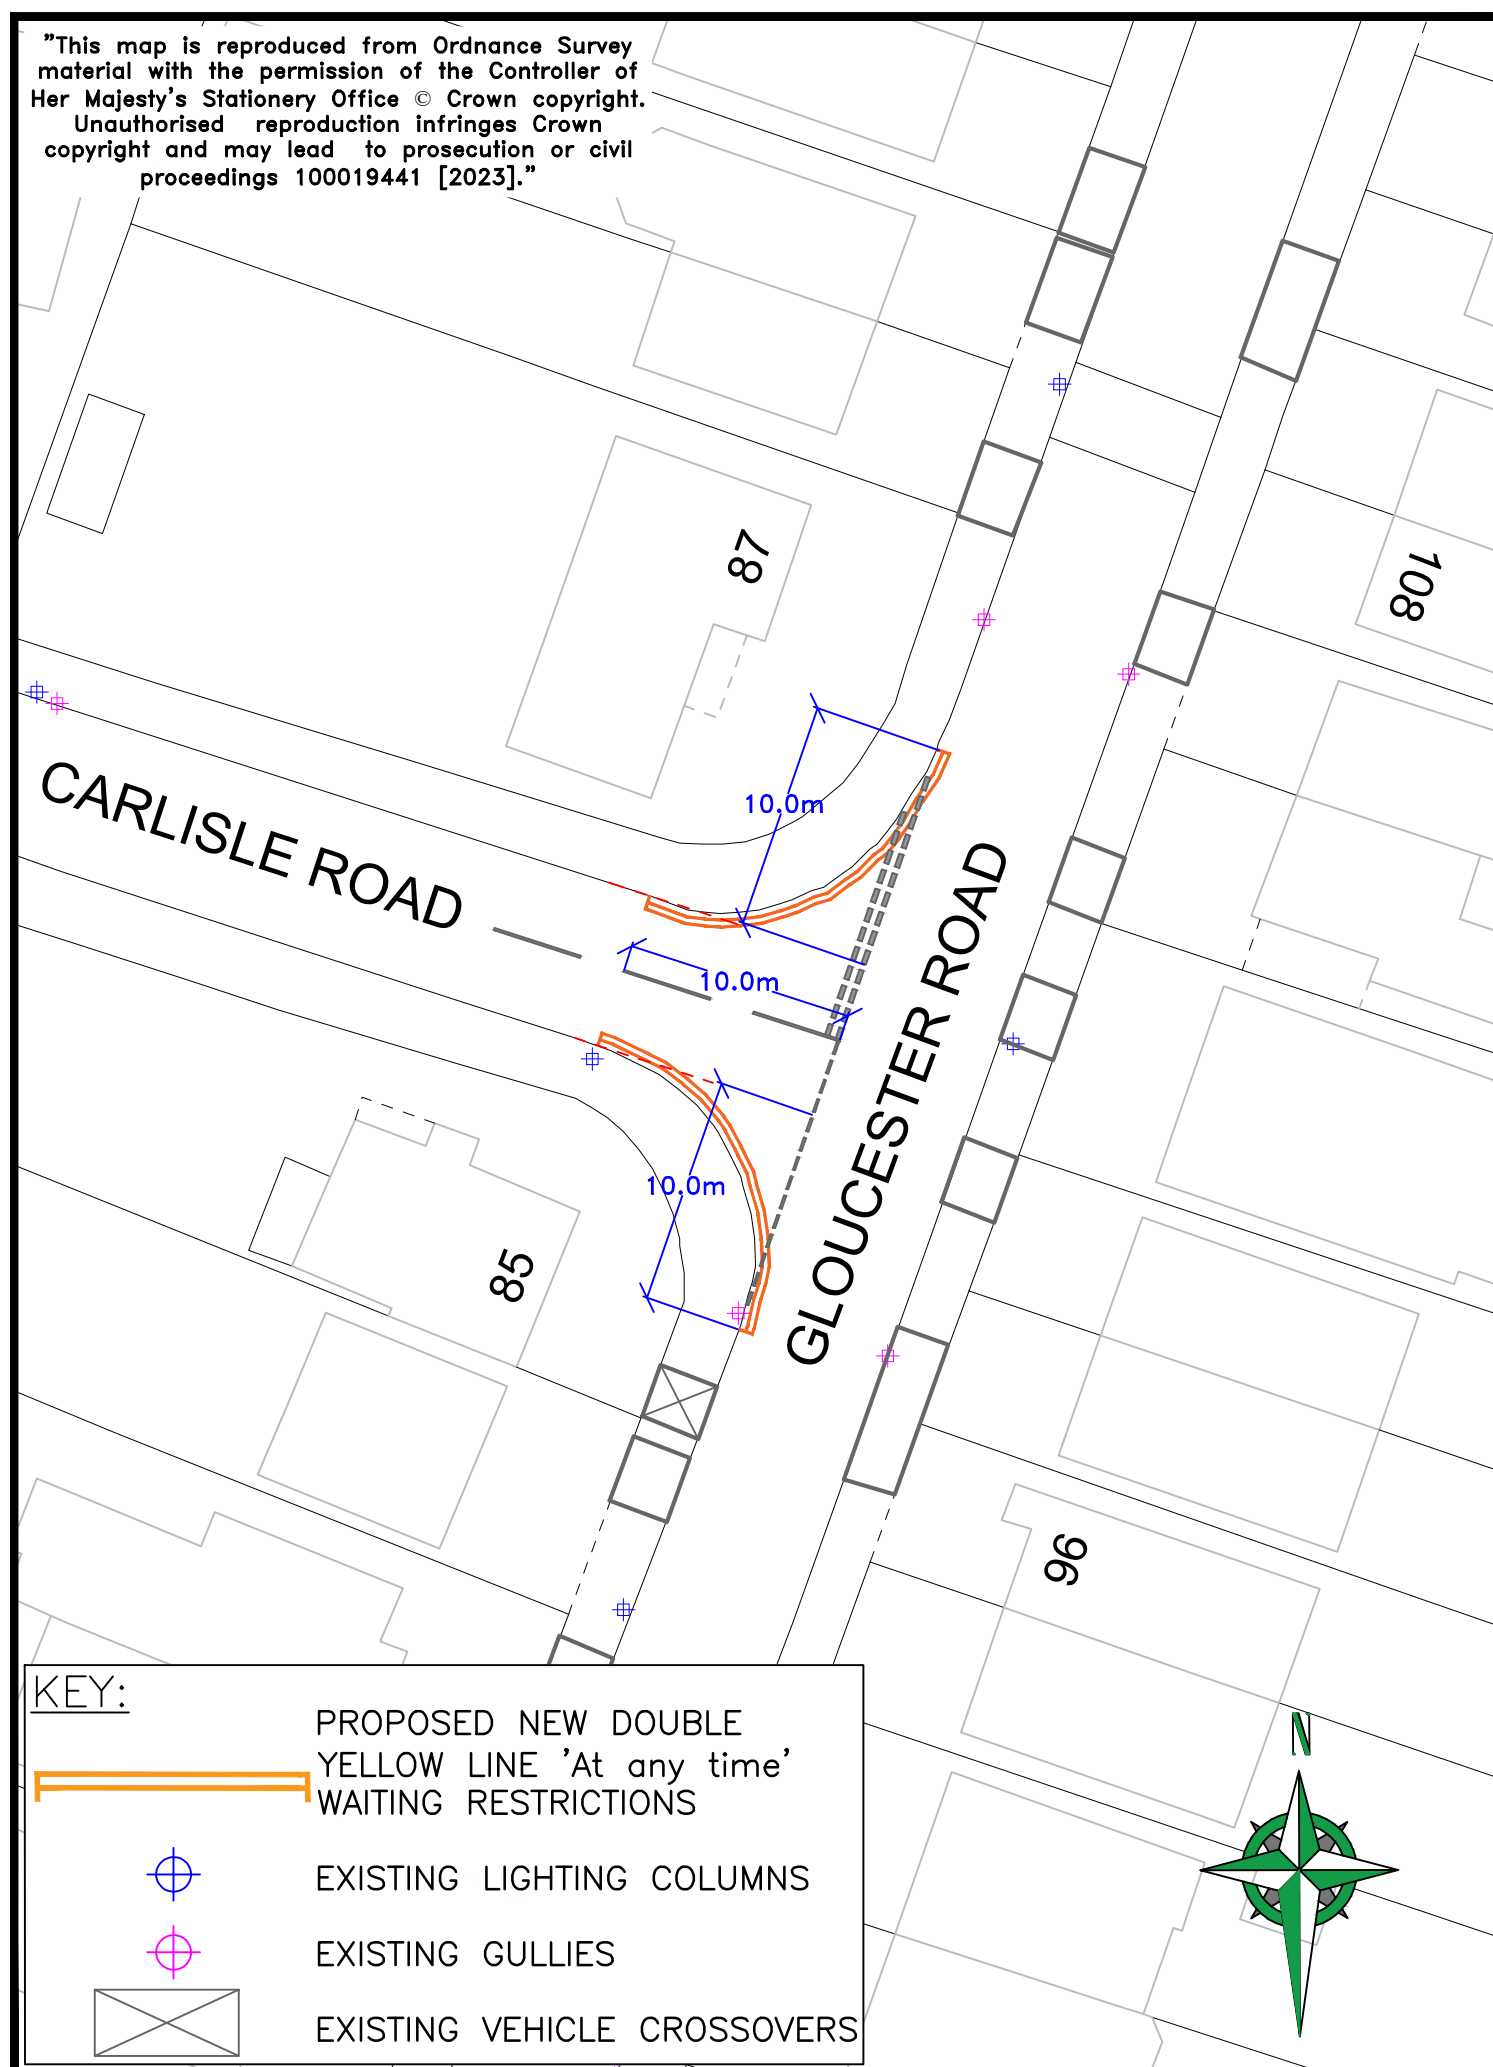 "This map is reproduced from Ordnance Survey
material with the permission of the Controller of
Her Majesty's Stationery Office © Crown copyright.
Unauthorised reproduction infringes Crown
copyright and may lead to prosecution or civil
proceedings 100019441 [2023]."
87
108
CARLISLE ROAD
10.0m
10.0m
GLOUCESTER ROAD
10.0m
85
96
KEY:
PROPOSED NEW DOUBLE
YELLOW LINE 'At any time'
WAITING RESTRICTIONS
EXISTING LIGHTING COLUMNS
EXISTING GULLIES
EXISTING VEHICLE CROSSOVERS
N